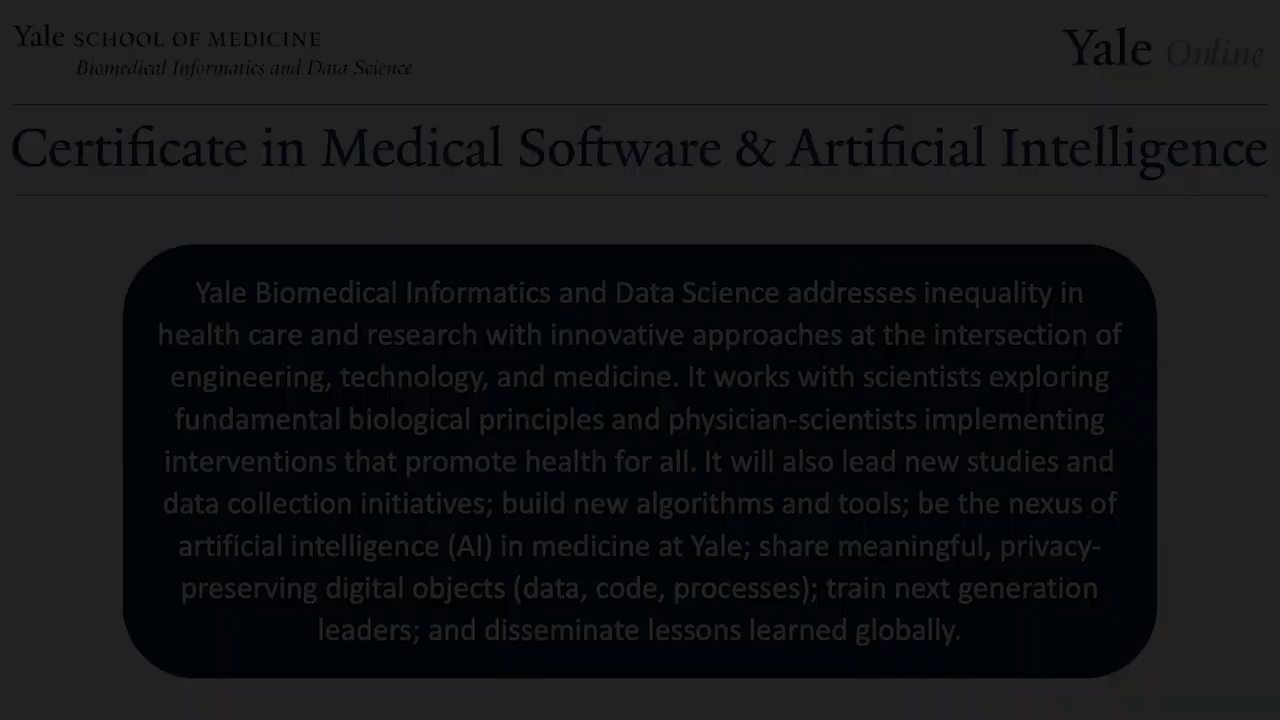 Yale SCHOOL OF MEDICINE
Biomedical Informatics and Data Science
Yale Online
Certificate in Medical Software & Artificial Intelligence
Yale Biomedical Informatics and Data Science addresses inequality in
health care and research with innovative approaches at the intersection of
engineering, technology, and medicine. It works with scientists exploring
fundamental biological principles and physician-scientists implementing
interventions that promote health for all. It will also lead new studies and
data collection initiatives; build new algorithms and tools; be the nexus of
artificial intelligence (AI) in medicine at Yale; share meaningful, privacy-
preserving digital objects (data, code, processes); train next generation
leaders; and disseminate lessons learned globally.